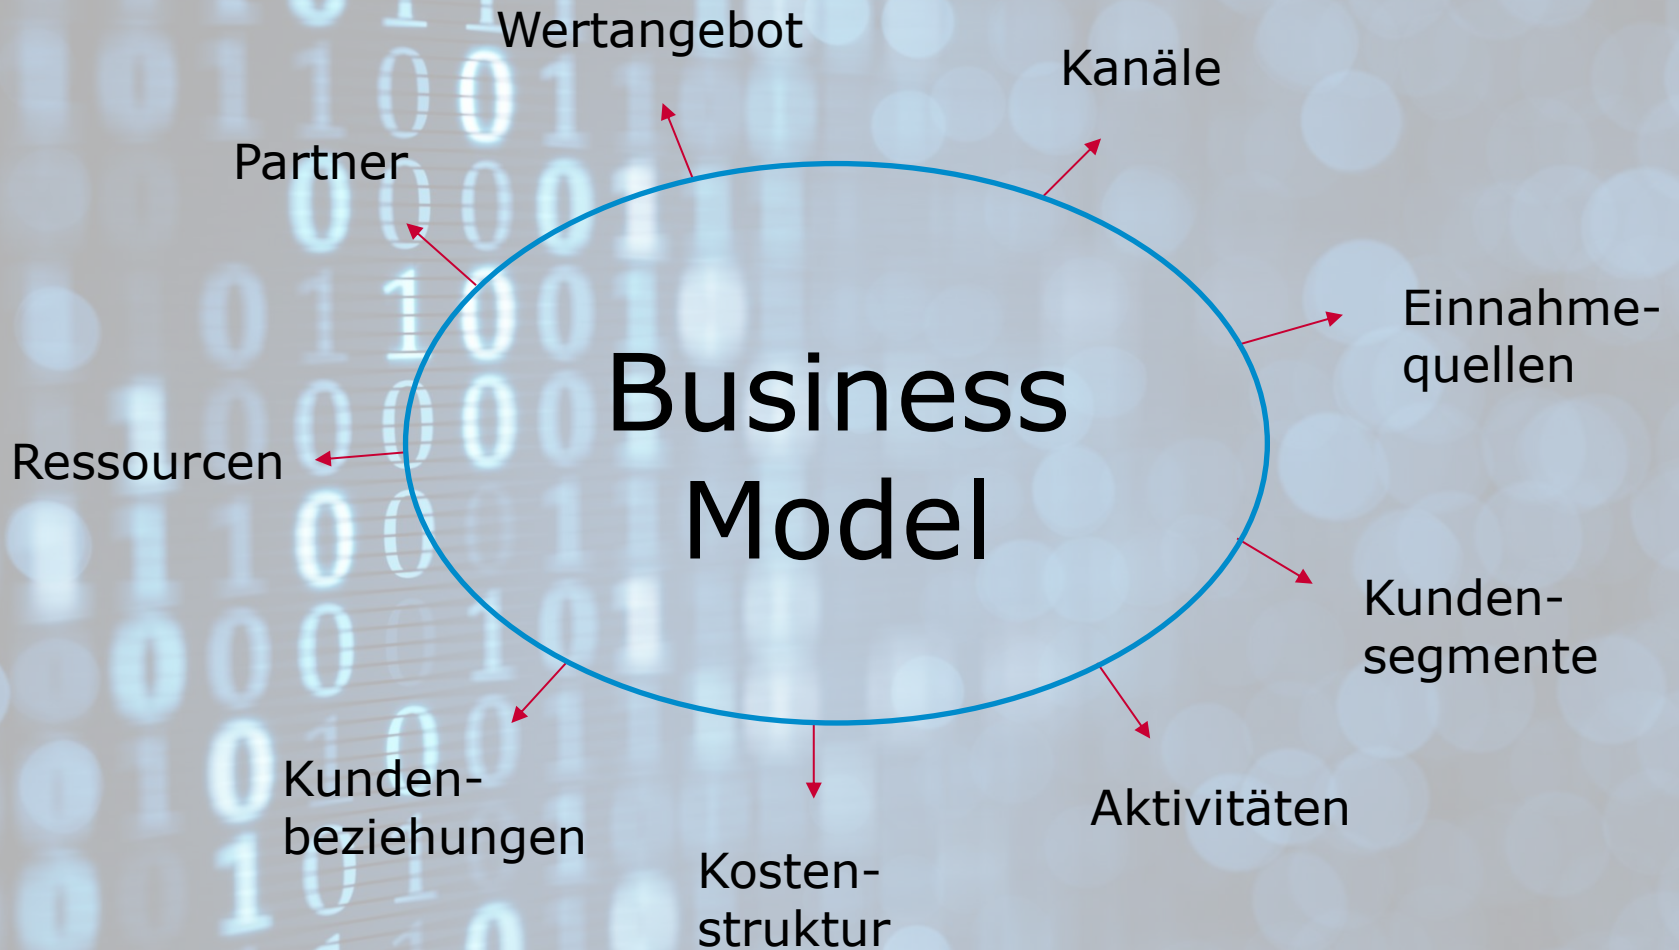 Wertangebot
Kanäle
Partner
Einnahme-
quellen
Business
Model
Ressourcen
Kunden-
segmente
Kunden-
beziehungen
Aktivitäten
Kosten-
struktur